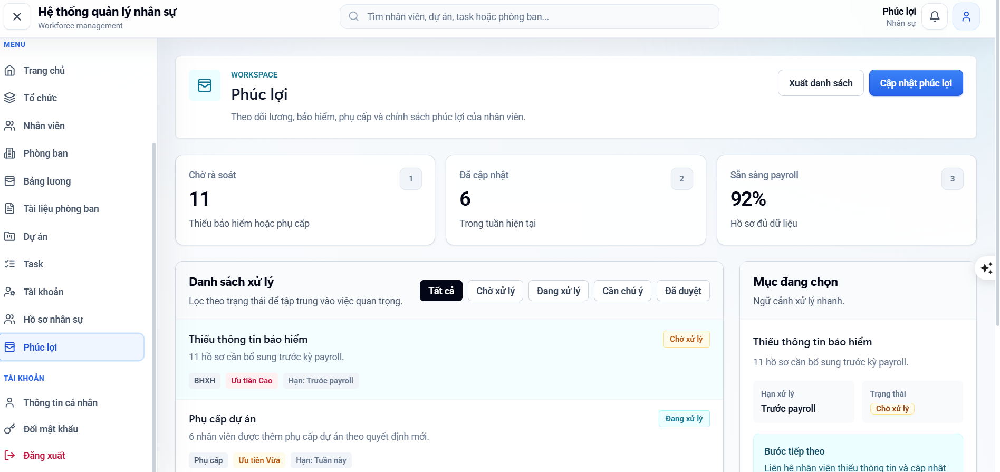 Hệ thống quản lý nhân sự
Workforce management
Tìm nhân viên, dự án, task hoặc phòng ban...
Phúc lợi
Nhân sự
MENU
Trang chủ
Tổ chức
Nhân viên
Phòng ban
Bảng lương
Tài liệu phòng ban
Dự án
Task
Tài khoản
Hồ sơ nhân sự
Phúc lợi
TÀI KHOẢN
Thông tin cá nhân
Đổi mật khẩu
Đăng xuất
WORKSPACE
Phúc lợi
Theo dõi lương, bảo hiểm, phụ cấp và chính sách phúc lợi của nhân viên.
Xuất danh sách
Cập nhật phúc lợi
Chờ rà soát
1
11
Thiếu bảo hiểm hoặc phụ cấp
Đã cập nhật
2
6
Trong tuần hiện tại
Sẵn sàng payroll
3
92%
Hồ sơ đủ dữ liệu
Danh sách xử lý
Lọc theo trạng thái để tập trung vào việc quan trọng.
Tất cả
Chờ xử lý
Đang xử lý
Cần chú ý
Đã duyệt
Thiếu thông tin bảo hiểm
Chờ xử lý
11 hồ sơ cần bổ sung trước kỳ payroll.
BHXH
Ưu tiên Cao
Hạn: Trước payroll
Phụ cấp dự án
Đang xử lý
6 nhân viên được thêm phụ cấp dự án theo quyết định mới.
Phụ cấp
Ưu tiên Vừa
Hạn: Tuần này
Mục đang chọn
Ngữ cảnh xử lý nhanh.
Thiếu thông tin bảo hiểm
11 hồ sơ cần bổ sung trước kỳ payroll.
Hạn xử lý
Trước payroll
Trạng thái
Chờ xử lý
Bước tiếp theo
Liên hệ nhân viên thiếu thông tin và cập nhật